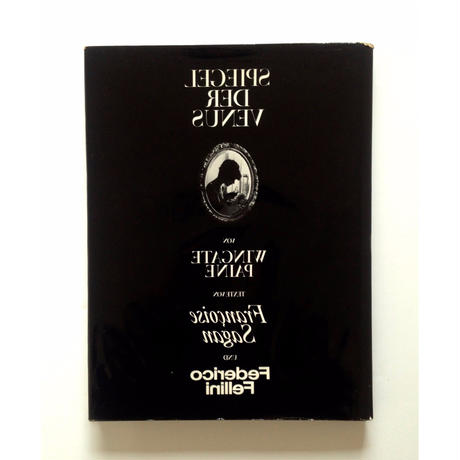 SPIEGEL
DER
VENUS
VON
WINGATE
PAINE
TEXTE VON
Françoise
Sagan
UND
Federico
Fellini